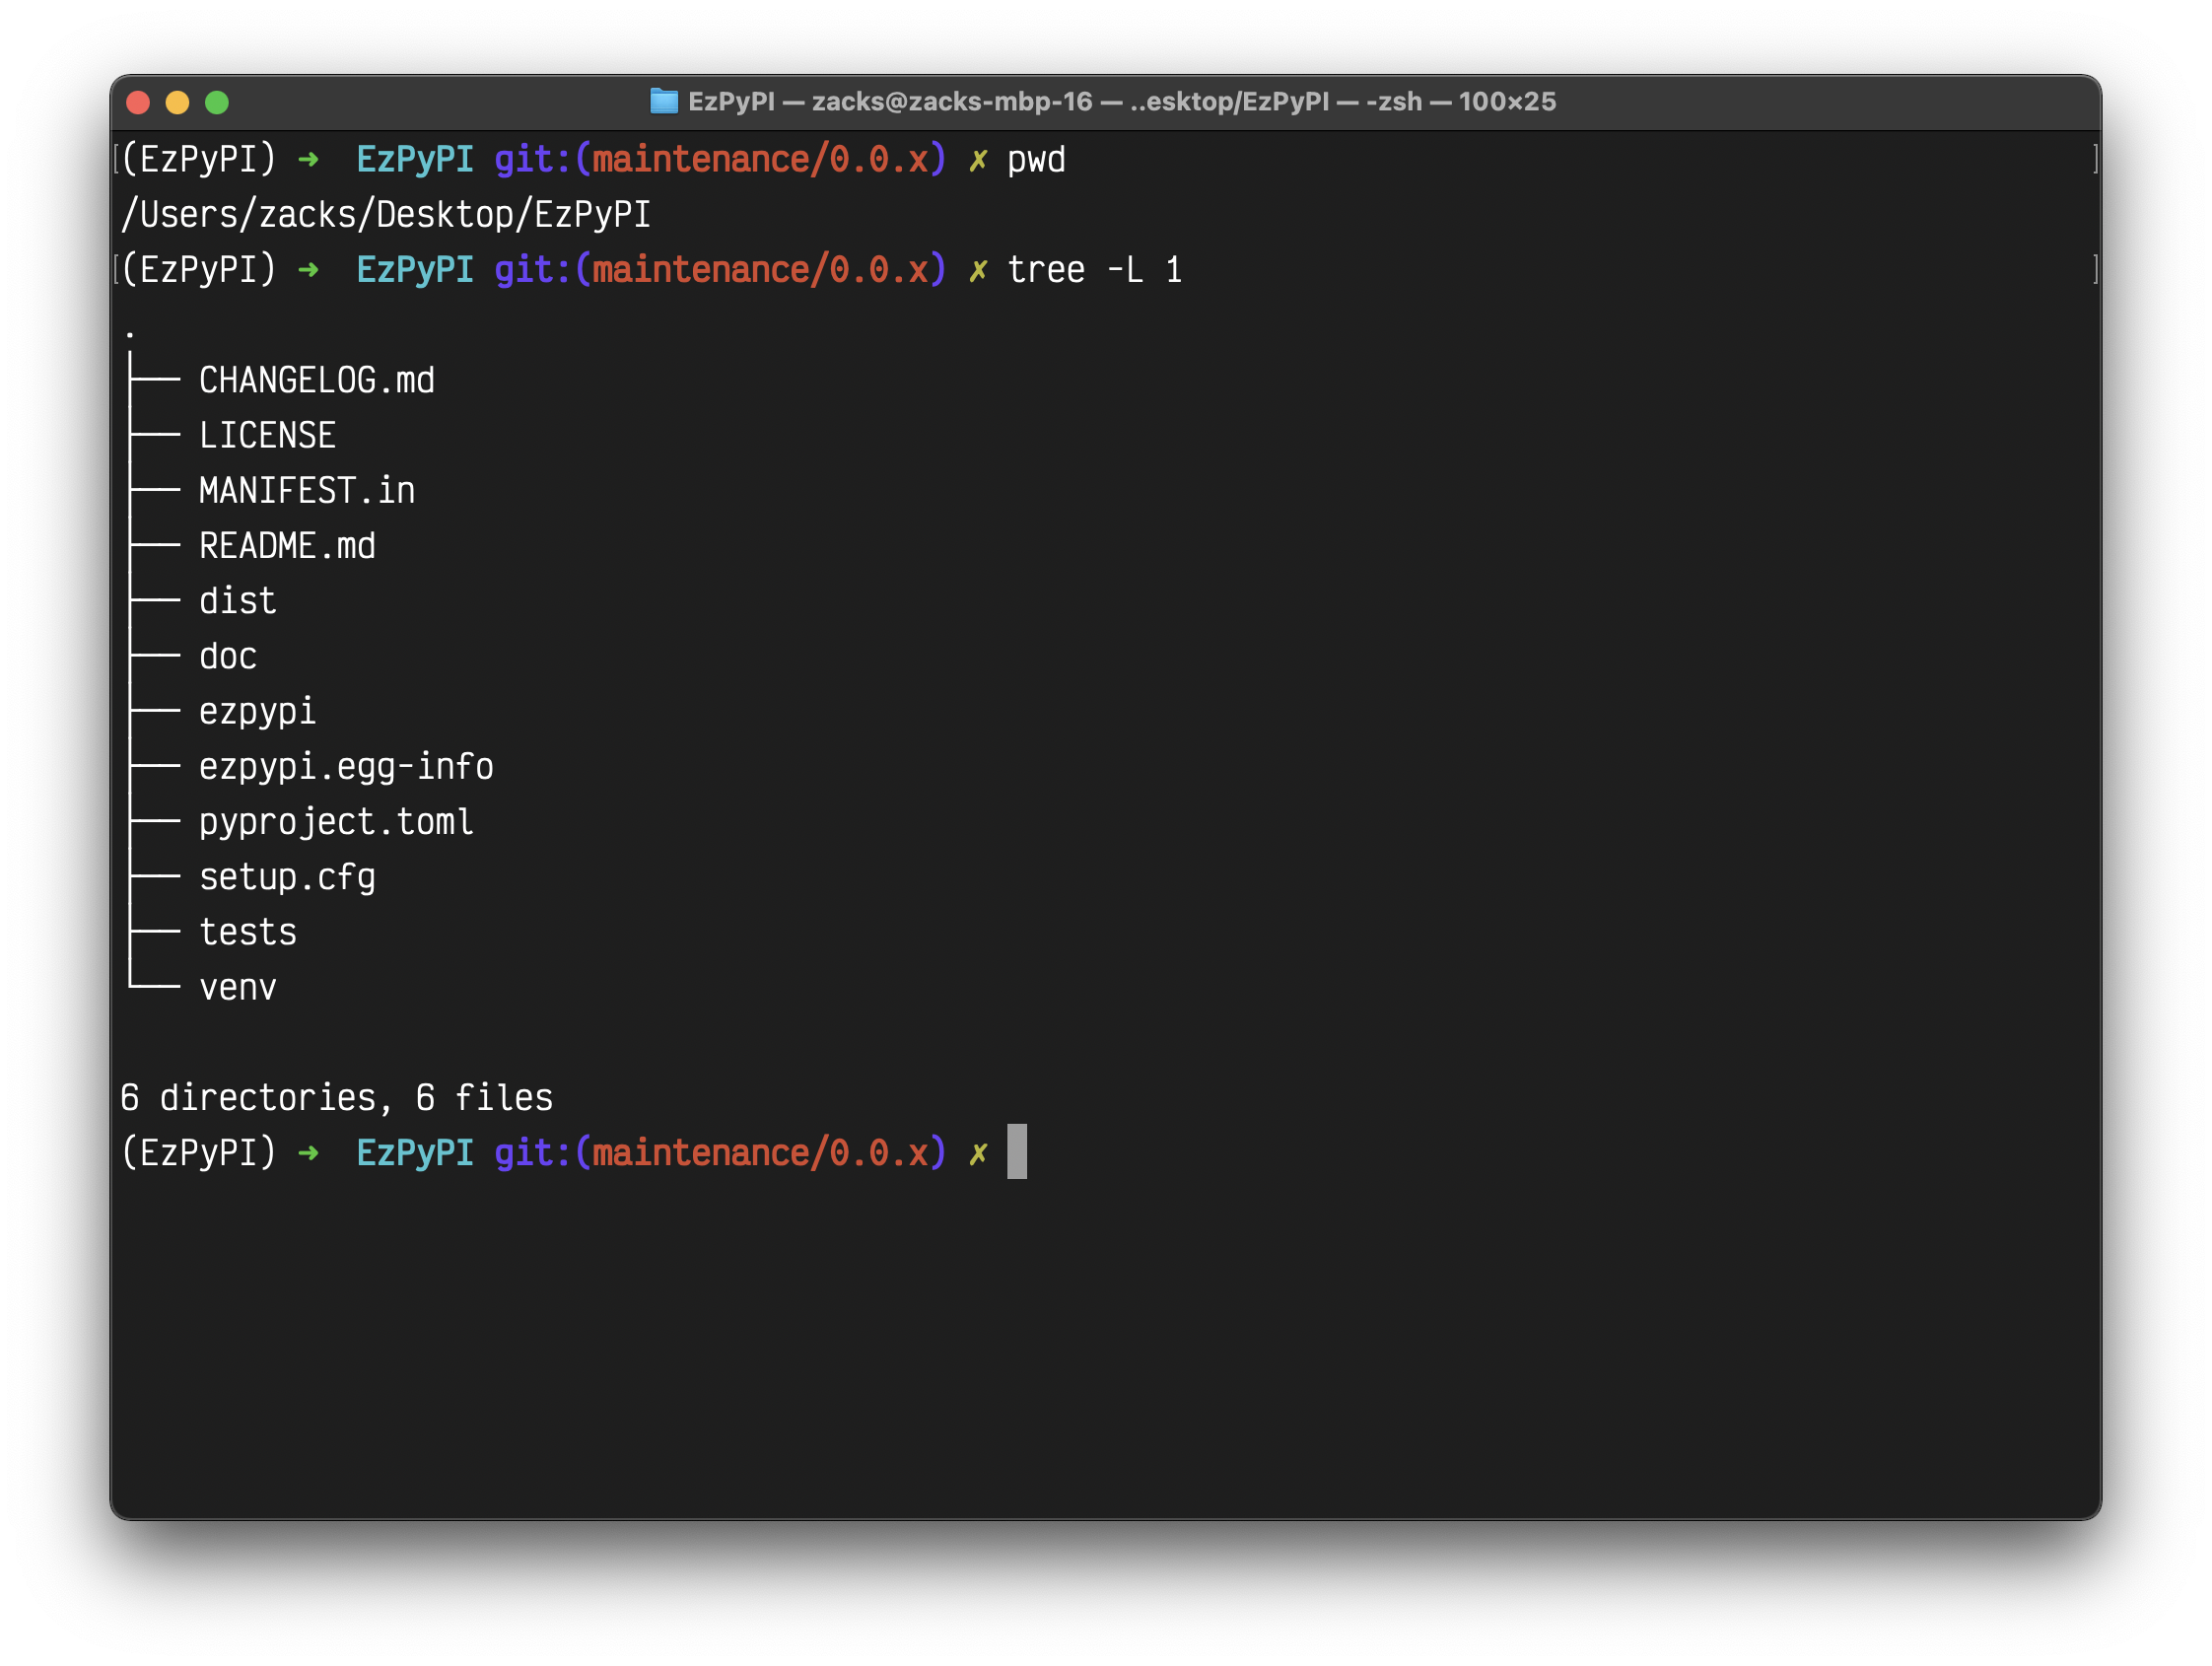 EzPyPI — zacks@zacks-mbp-16 — ..esktop/EzPyPI — -zsh — 100×25
(EzPyPI) ➜  EzPyPI git:(maintenance/0.0.x) ✗ pwd
/Users/zacks/Desktop/EzPyPI
(EzPyPI) ➜  EzPyPI git:(maintenance/0.0.x) ✗ tree -L 1
.
├── CHANGELOG.md
├── LICENSE
├── MANIFEST.in
├── README.md
├── dist
├── doc
├── ezpypi
├── ezpypi.egg-info
├── pyproject.toml
├── setup.cfg
├── tests
└── venv
6 directories, 6 files
(EzPyPI) ➜  EzPyPI git:(maintenance/0.0.x) ✗